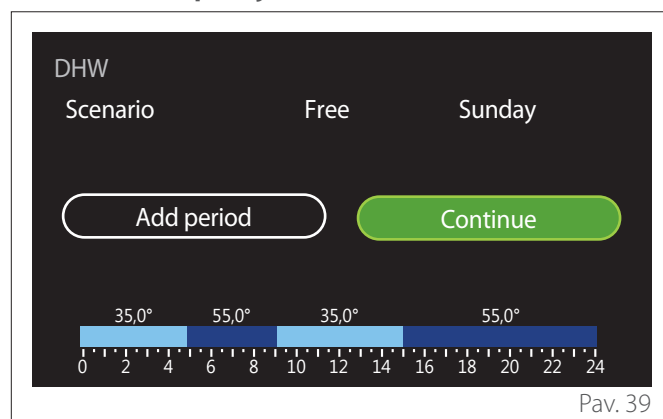 DHW
Scenario Free Sunday
Add period Continue
35,0° 55,0° 35,0° 55,0°
0 2 4 6 8 10 12 14 16 18 20 22 24
Pav. 39